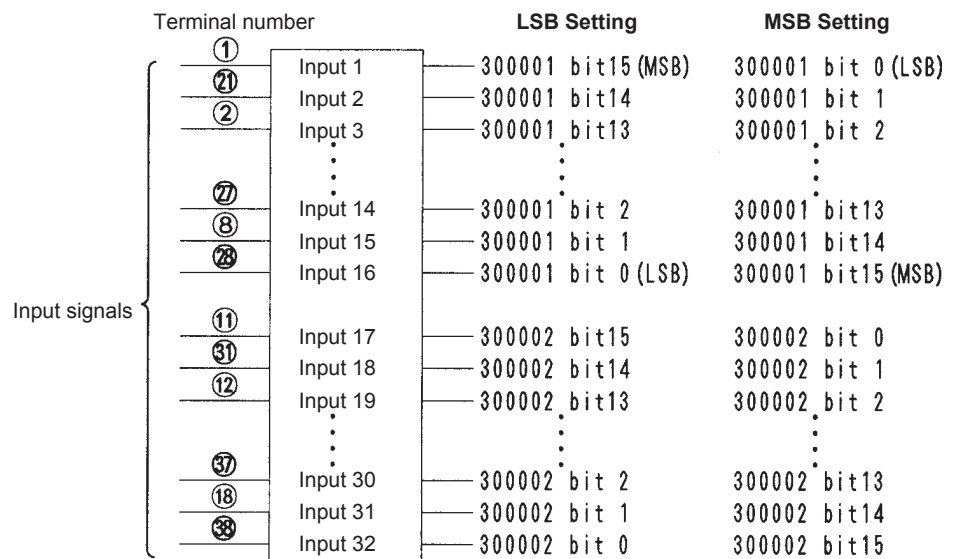 Terminal number LSB Setting MSB Setting
① Input 1 300001 bit15 (MSB) 300001 bit 0 (LSB)
㉑ Input 2 300001 bit14 300001 bit 1
② Input 3 300001 bit13 300001 bit 2
㉗ Input 14 300001 bit 2 300001 bit13
⑧ Input 15 300001 bit 1 300001 bit14
㉘ Input 16 300001 bit 0 (LSB) 300001 bit15 (MSB)
Input signals
⑪ Input 17 300002 bit15 300002 bit 0
㉛ Input 18 300002 bit14 300002 bit 1
⑫ Input 19 300002 bit13 300002 bit 2
㊲ Input 30 300002 bit 2 300002 bit13
⑱ Input 31 300002 bit 1 300002 bit14
㊳ Input 32 300002 bit 0 300002 bit15